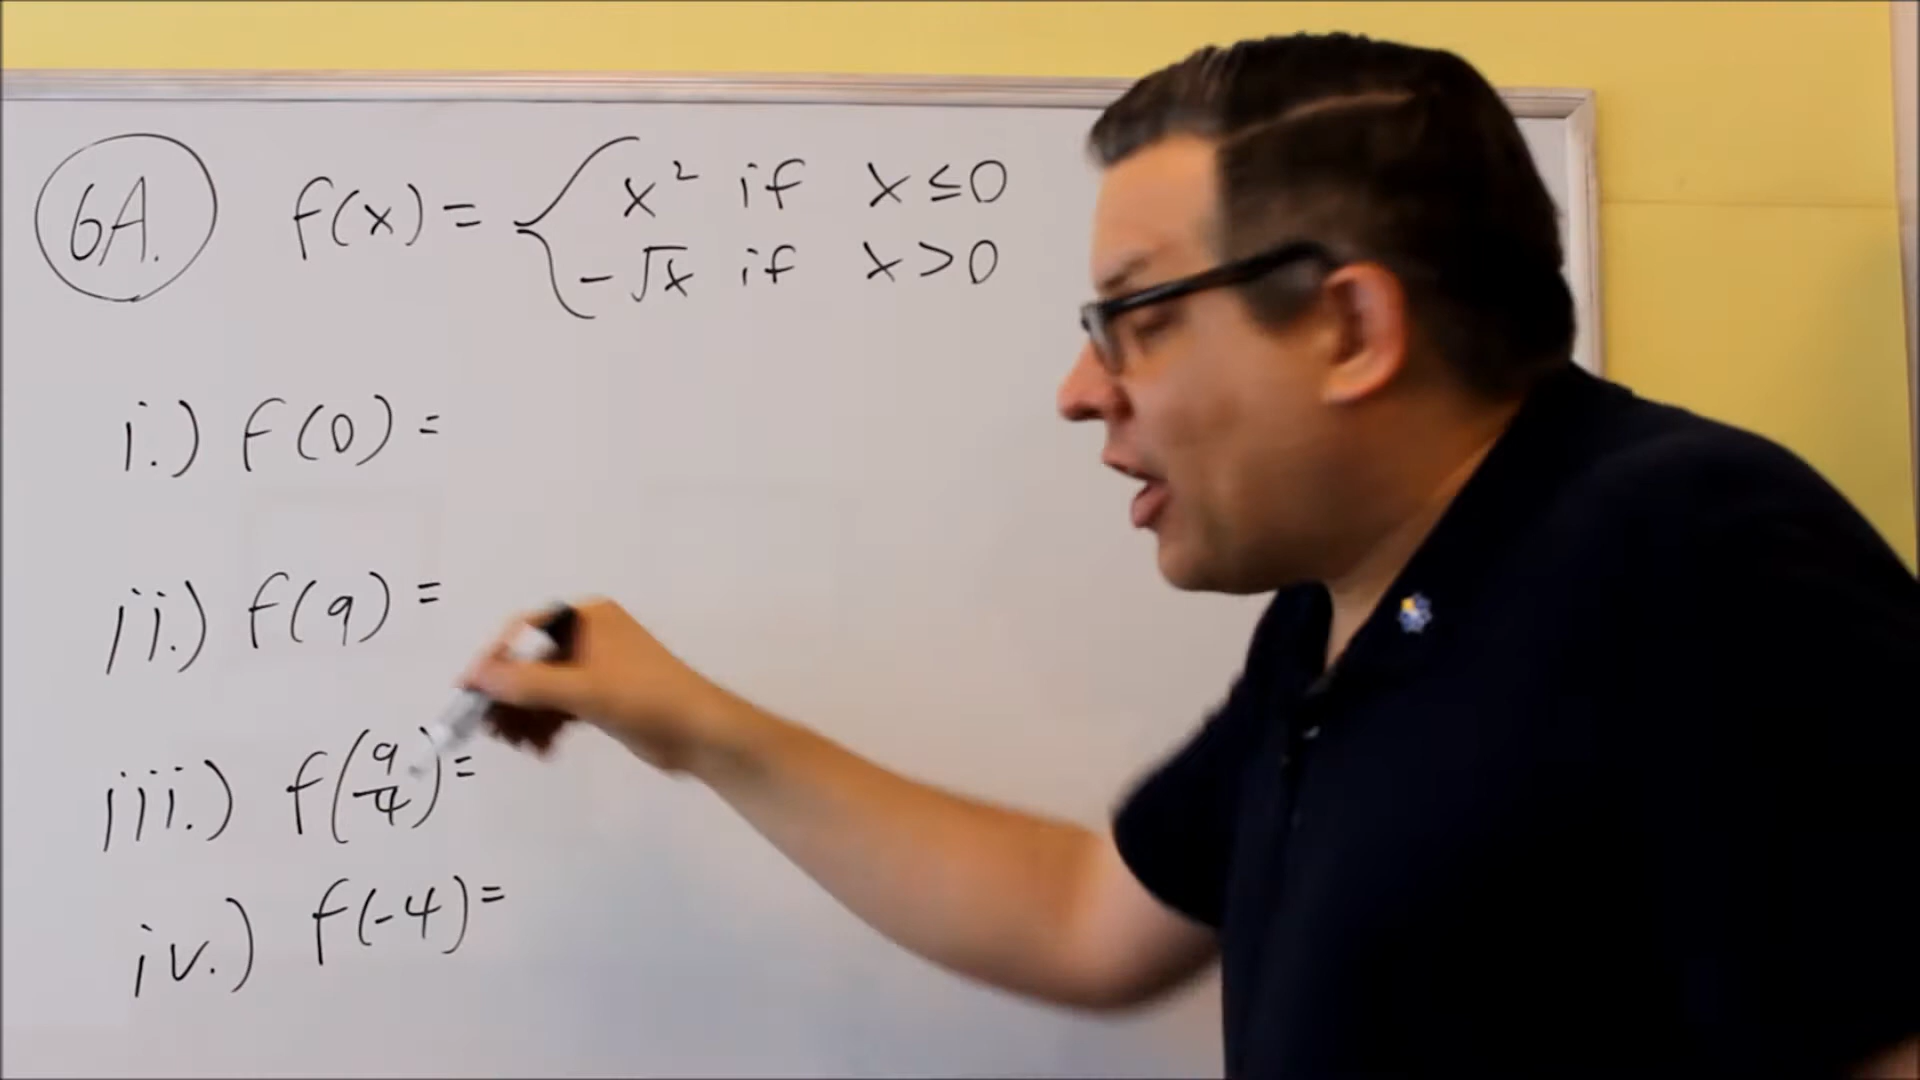 6A. f(x) = { x² if x ≤ 0
-√x if x > 0
i.) f(0) =
ii.) f(9) =
iii.) f(9/4) =
iv.) f(-4) =